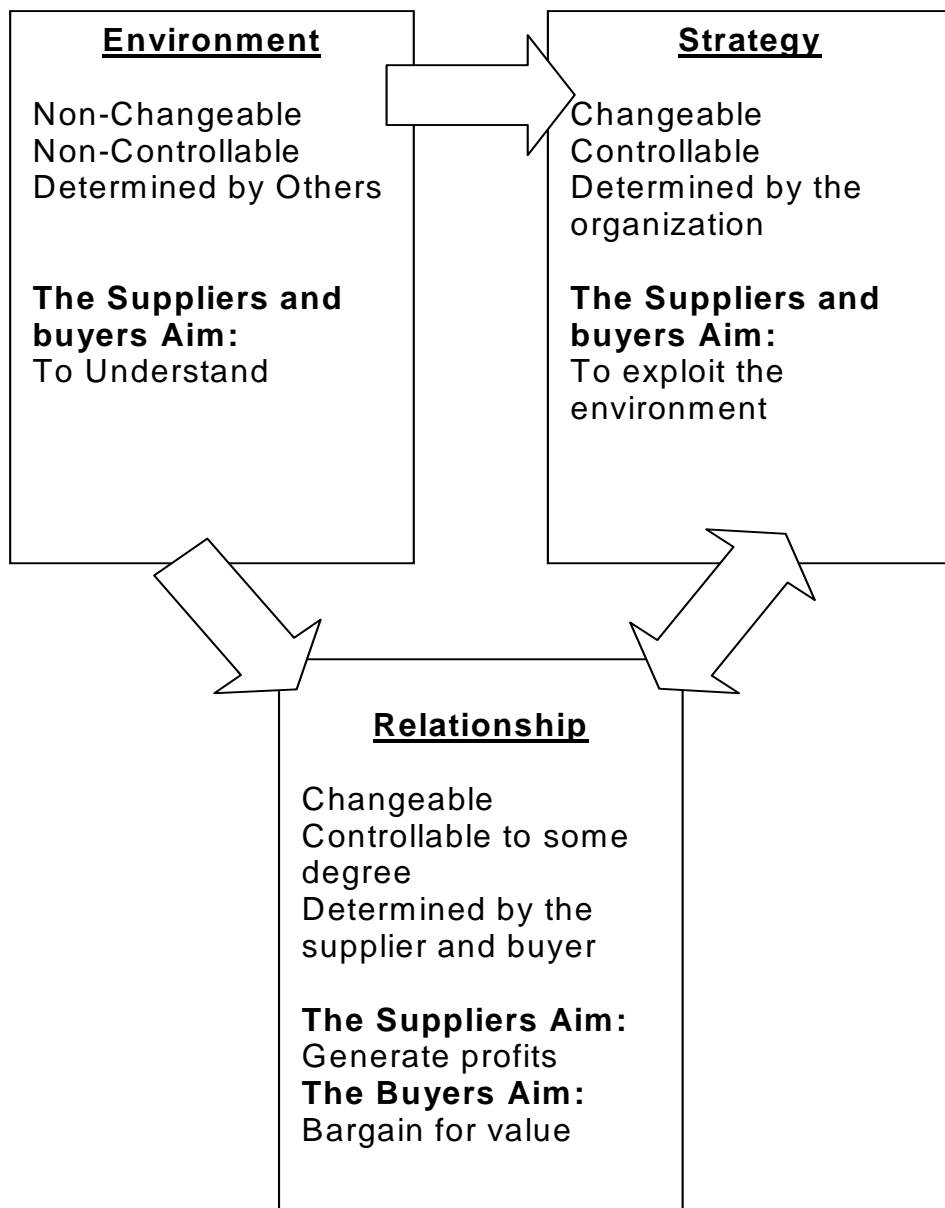 Environment
Non-Changeable
Non-Controllable
Determined by Others
The Suppliers and
buyers Aim:
To Understand
Strategy
Changeable
Controllable
Determined by the
organization
The Suppliers and
buyers Aim:
To exploit the
environment
Relationship
Changeable
Controllable to some
degree
Determined by the
supplier and buyer
The Suppliers Aim:
Generate profits
The Buyers Aim:
Bargain for value